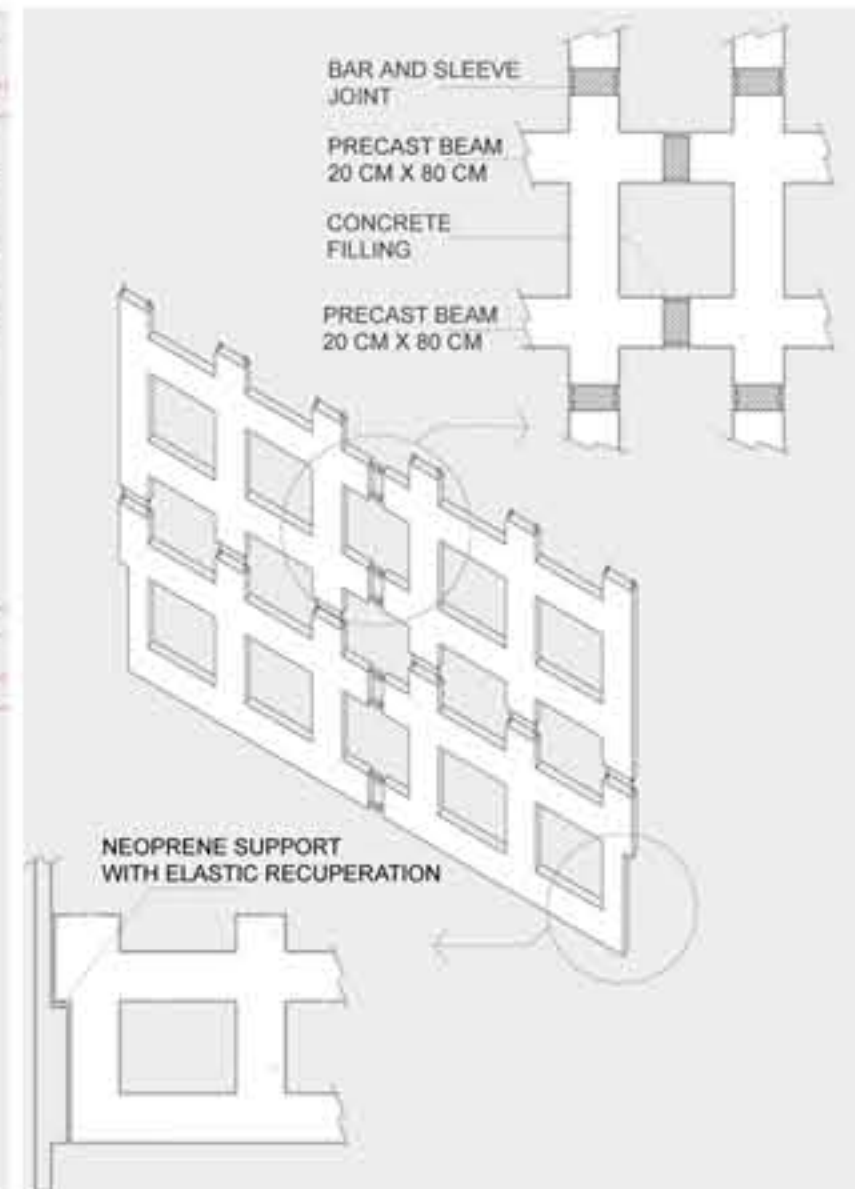 BAR AND SLEEVE
JOINT
PRECAST BEAM
20 CM X 80 CM
CONCRETE
FILLING
PRECAST BEAM
20 CM X 80 CM
NEOPRENE SUPPORT
WITH ELASTIC RECUPERATION